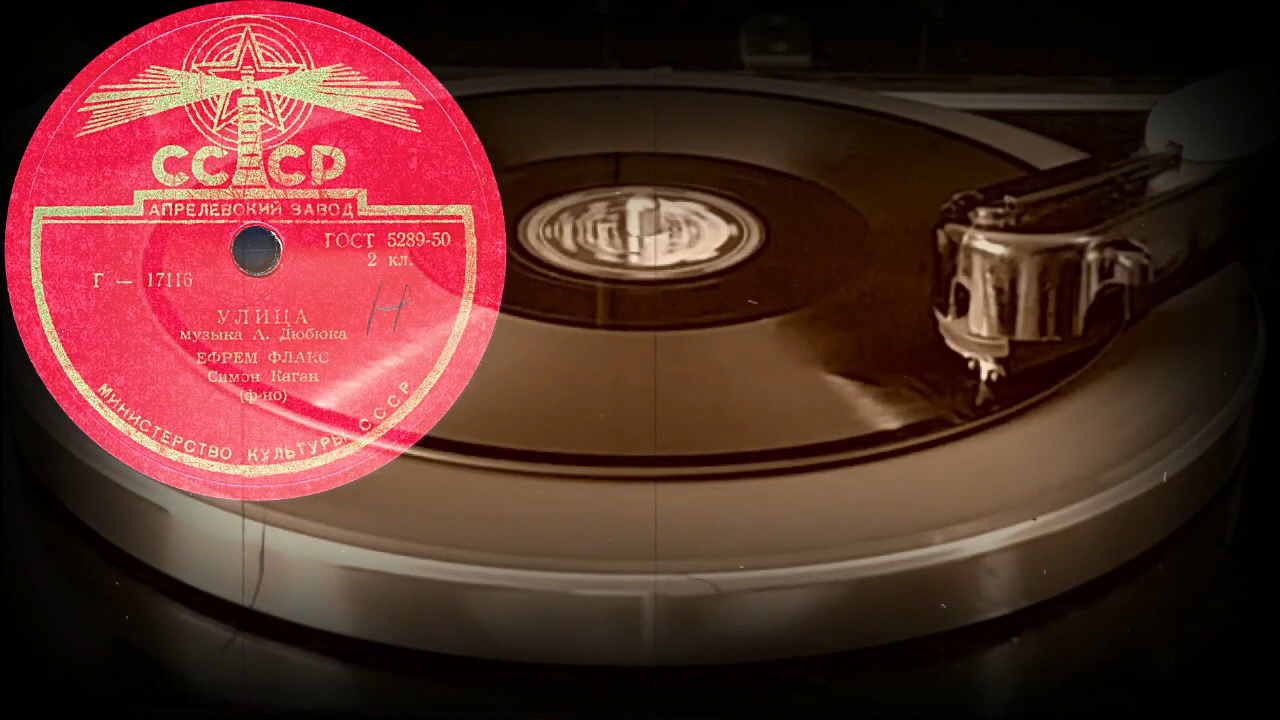 СССР
АПРЕЛЕВСКИЙ ЗАВОД
ГОСТ 5289-50
2 кл.
Г — 17116
УЛИЦА
музыка А. Дюбюка
ЕФРЕМ ФЛАКС
Симон Каган
(ф-но)
МИНИСТЕРСТВО КУЛЬТУРЫ СССР